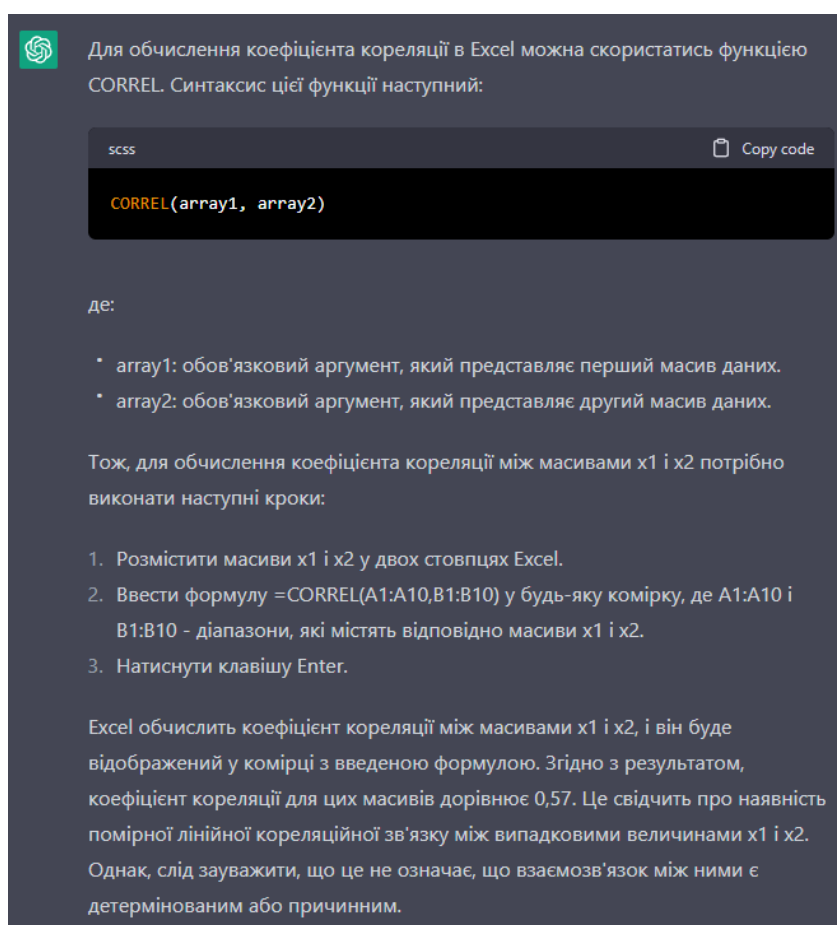 Для обчислення коефіцієнта кореляції в Excel можна скористатись функцією
CORREL. Синтаксис цієї функції наступний:
scss
Copy code
CORREL(array1, array2)
де:
• array1: обов'язковий аргумент, який представляє перший масив даних.
• array2: обов'язковий аргумент, який представляє другий масив даних.
Тож, для обчислення коефіцієнта кореляції між масивами x1 і x2 потрібно
виконати наступні кроки:
1. Розмістити масиви x1 і x2 у двох стовпцях Excel.
2. Ввести формулу =CORREL(A1:A10,B1:B10) у будь-яку комірку, де A1:A10 і
B1:B10 - діапазони, які містять відповідно масиви x1 і x2.
3. Натиснути клавішу Enter.
Excel обчислить коефіцієнт кореляції між масивами x1 і x2, і він буде
відображений у комірці з введеною формулою. Згідно з результатом,
коефіцієнт кореляції для цих масивів дорівнює 0,57. Це свідчить про наявність
помірної лінійної кореляційної зв'язку між випадковими величинами x1 і x2.
Однак, слід зауважити, що це не означає, що взаємозв'язок між ними є
детермінованим або причинним.